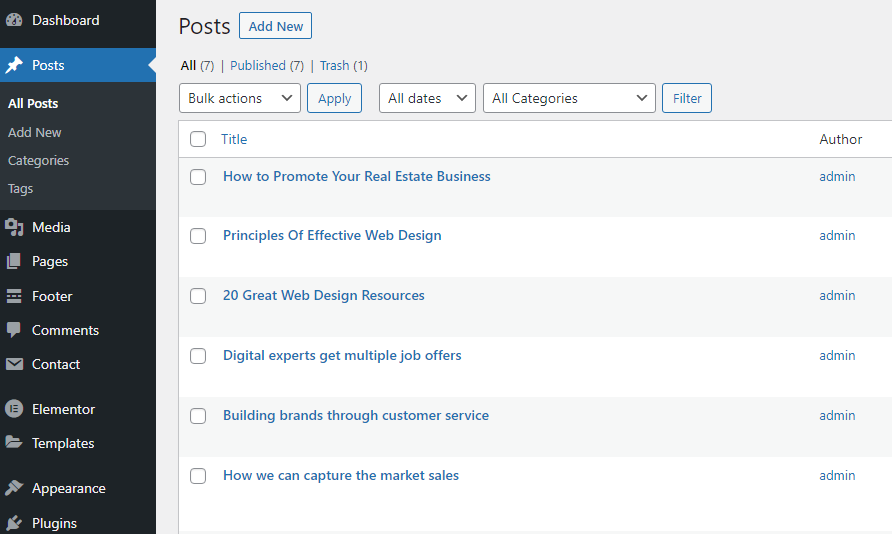 Dashboard
Posts
All Posts
Add New
Categories
Tags
Media
Pages
Footer
Comments
Contact
Elementor
Templates
Appearance
Plugins
Posts Add New
All (7) | Published (7) | Trash (1)
Bulk actions Apply All dates All Categories Filter
Title Author
How to Promote Your Real Estate Business admin
Principles Of Effective Web Design admin
20 Great Web Design Resources admin
Digital experts get multiple job offers admin
Building brands through customer service admin
How we can capture the market sales admin